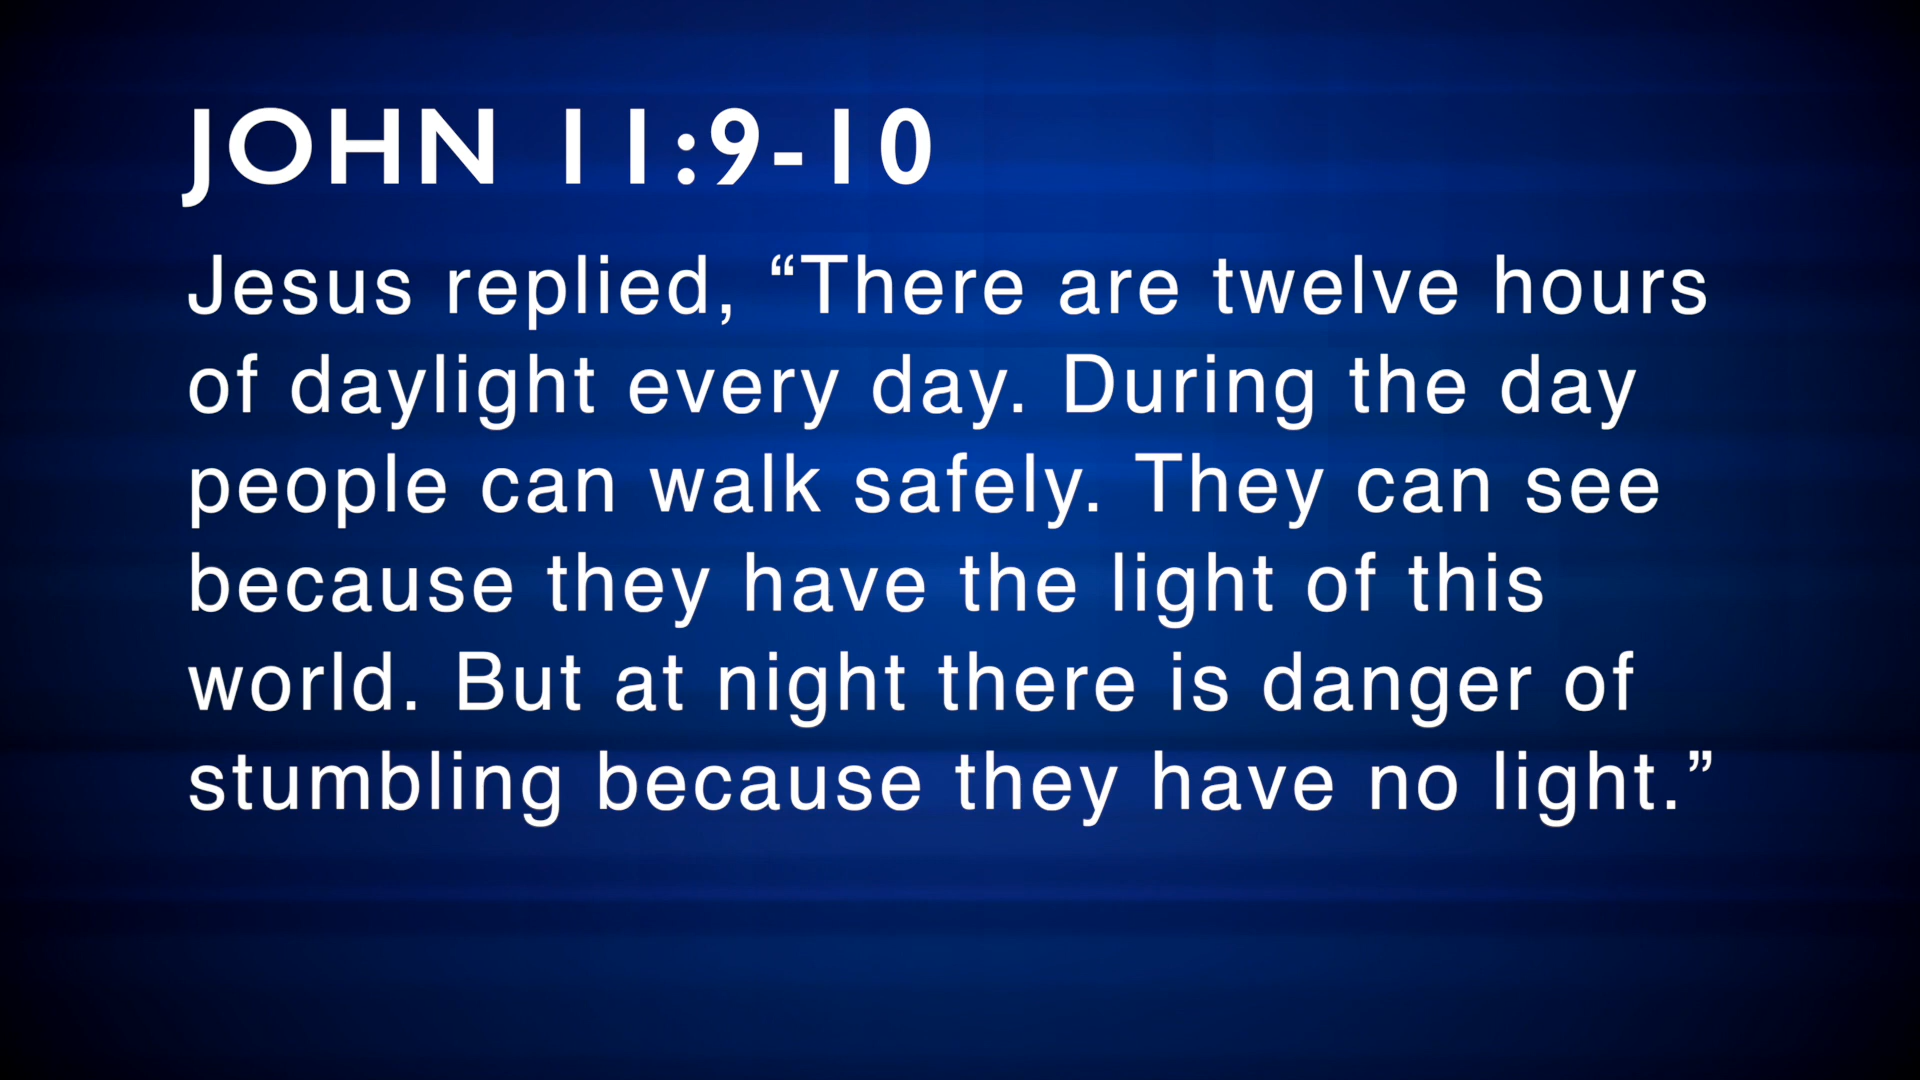 JOHN 11:9-10
Jesus replied, “There are twelve hours
of daylight every day. During the day
people can walk safely. They can see
because they have the light of this
world. But at night there is danger of
stumbling because they have no light.”